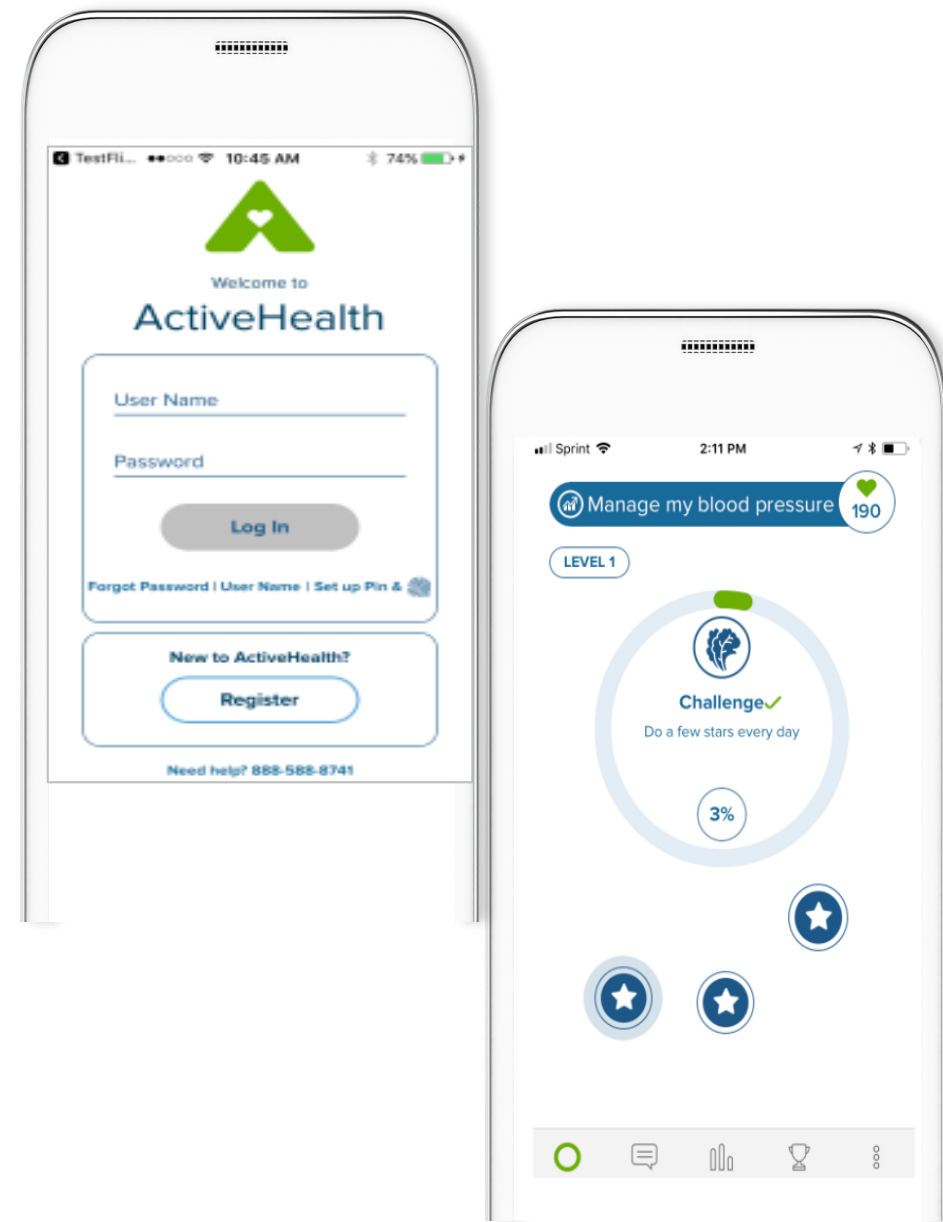 TestFli... 10:45 AM 74%
Welcome to
ActiveHealth
User Name
Password
Log In
Forgot Password | User Name | Set up Pin &
New to ActiveHealth?
Register
Need help? 888-588-8741
Sprint 2:11 PM
Manage my blood pressure 190
LEVEL 1
Challenge
Do a few stars every day
3%